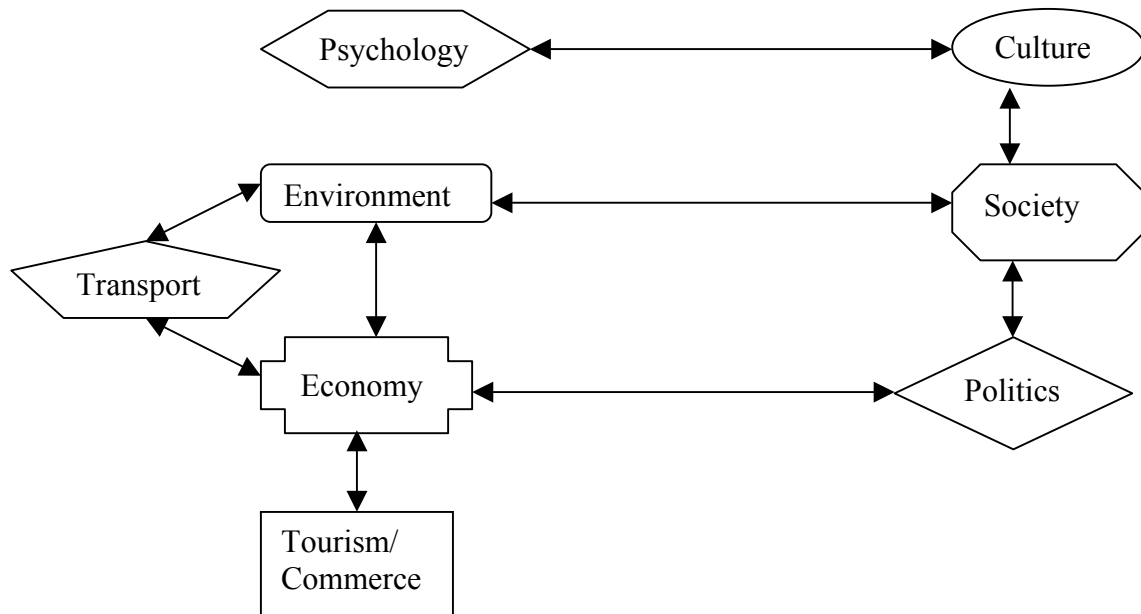 Psychology
Culture
Environment
Society
Transport
Economy
Politics
Tourism/
Commerce